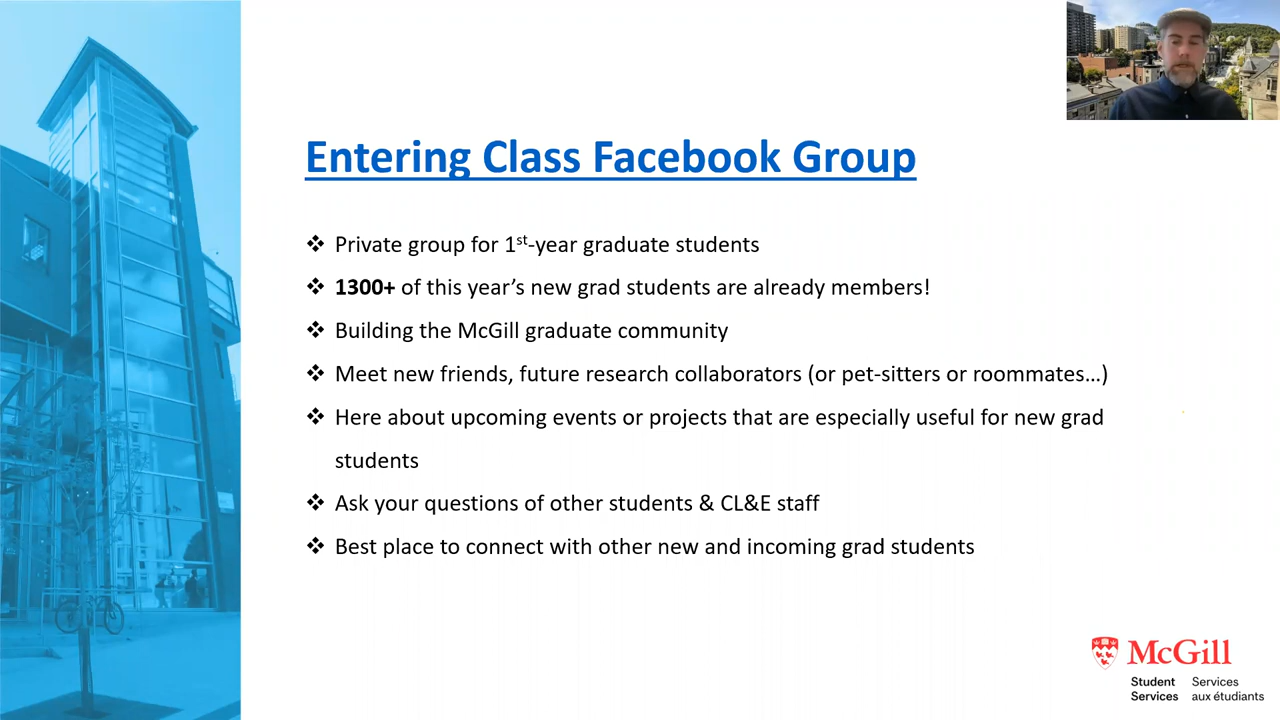 Entering Class Facebook Group
❖ Private group for 1st-year graduate students
❖ 1300+ of this year’s new grad students are already members!
❖ Building the McGill graduate community
❖ Meet new friends, future research collaborators (or pet-sitters or roommates…)
❖ Here about upcoming events or projects that are especially useful for new grad
students
❖ Ask your questions of other students & CL&E staff
❖ Best place to connect with other new and incoming grad students
McGill
Student Services
Services aux étudiants